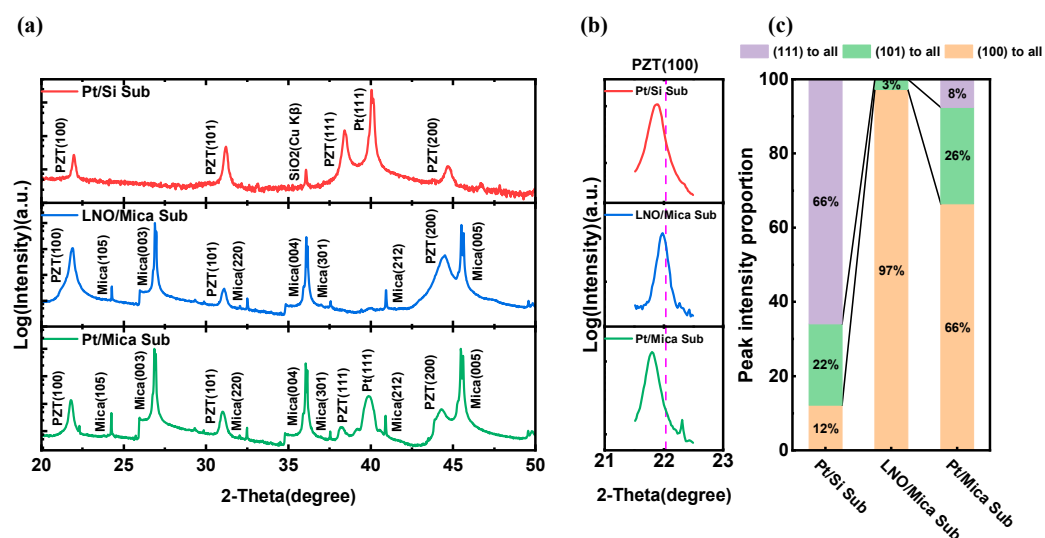 (a)
Log(Intensity)(a.u.)
Pt/Si Sub
PZT(100)
PZT(101)
SiO2(Cu Kβ)
PZT(111)
Pt(111)
PZT(200)
LNO/Mica Sub
PZT(100)
Mica(105)
Mica(003)
PZT(101)
Mica(220)
Mica(004)
Mica(301)
Mica(212)
PZT(200)
Mica(005)
Pt/Mica Sub
PZT(100)
Mica(105)
Mica(003)
PZT(101)
Mica(220)
Mica(004)
Mica(301)
PZT(111)
Pt(111)
Mica(212)
PZT(200)
Mica(005)
20 25 30 35 40 45 50
2-Theta(degree)
(b)
PZT(100)
Log(Intensity)(a.u.)
Pt/Si Sub
LNO/Mica Sub
Pt/Mica Sub
21 22 23
2-Theta(degree)
(c)
(111) to all (101) to all (100) to all
Peak intensity proportion
100
80
60
40
20
0
66%
22%
12%
3%
97%
8%
26%
66%
Pt/Si Sub
LNO/Mica Sub
Pt/Mica Sub